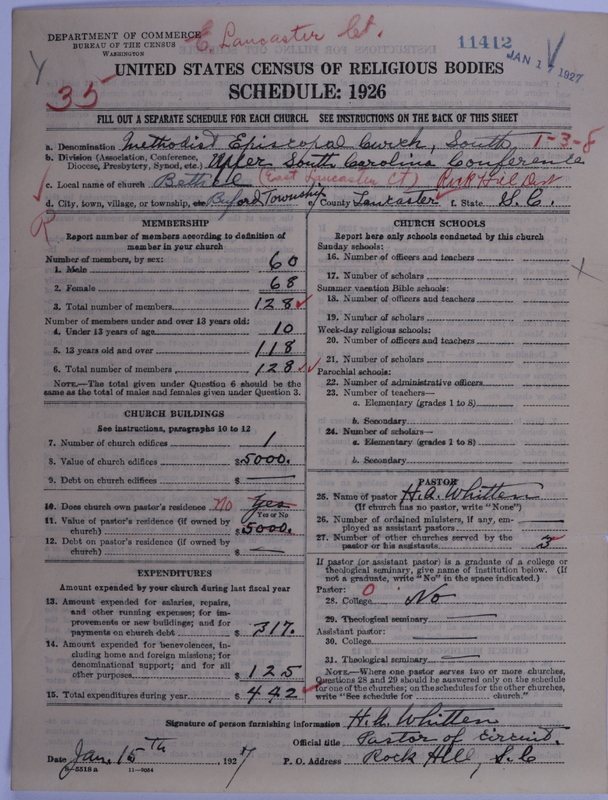 DEPARTMENT OF COMMERCE
BUREAU OF THE CENSUS
WASHINGTON
E. Lancaster Ct.
11412
JAN 17 1927
35
UNITED STATES CENSUS OF RELIGIOUS BODIES
SCHEDULE: 1926
FILL OUT A SEPARATE SCHEDULE FOR EACH CHURCH. SEE INSTRUCTIONS ON THE BACK OF THIS SHEET
a. Denomination Methodist Episcopal Church, South 1-3-8
b. Division (Association, Conference, Diocese, Presbytery, Synod, etc.) Upper South Carolina Conference
c. Local name of church Bethel (East Lancaster Ct) Rock Hill Dist
d. City, town, village, or township, or Buford Township e. County Lancaster f. State S.C.
R
MEMBERSHIP
Report number of members according to definition of
member in your church
Number of members, by sex:
1. Male 60
2. Female 68
3. Total number of members 128
Number of members under and over 13 years old:
4. Under 13 years of age 10
5. 13 years old and over 118
6. Total number of members 128
NOTE.—The total given under Question 6 should be the
same as the total of males and females given under Question 3.
CHURCH BUILDINGS
See instructions, paragraphs 10 to 12
7. Number of church edifices 1
8. Value of church edifices $5000.
9. Debt on church edifices $ —
10. Does church own pastor's residence No Yes
Yes or No
11. Value of pastor's residence (if owned by
church) $5000.
12. Debt on pastor's residence (if owned by
church) $ —
EXPENDITURES
Amount expended by your church during last fiscal year
13. Amount expended for salaries, repairs,
and other running expenses; for im-
provements or new buildings; and for
payments on church debt $ 317.
14. Amount expended for benevolences, in-
cluding home and foreign missions; for
denominational support; and for all
other purposes $ 125
15. Total expenditures during year $ 442
CHURCH SCHOOLS
Report here only schools conducted by this church
Sunday schools:
16. Number of officers and teachers
17. Number of scholars
Summer vacation Bible schools:
18. Number of officers and teachers
19. Number of scholars
Week-day religious schools:
20. Number of officers and teachers
21. Number of scholars
Parochial schools:
22. Number of administrative officers
23. Number of teachers—
a. Elementary (grades 1 to 8)
b. Secondary
24. Number of scholars—
a. Elementary (grades 1 to 8)
b. Secondary
PASTOR
25. Name of pastor H.A. Whitten
(If church has no pastor, write "None")
26. Number of ordained ministers, if any, em-
ployed as assistant pastors —
27. Number of other churches served by the
pastor or his assistants 3
If pastor (or assistant pastor) is a graduate of a college or
theological seminary, give name of institution below. (If
not a graduate, write "No" in the space indicated.)
Pastor: 0
28. College No
29. Theological seminary —
Assistant pastor:
30. College —
31. Theological seminary —
NOTE.—Where one pastor serves two or more churches,
Questions 28 and 29 should be answered only on the schedule
for one of the churches; on the schedules for the other churches,
write "See schedule for church."
Signature of person furnishing information H.A. Whitten
Official title Pastor of Circuit.
Date Jan. 15th, 1927 P. O. Address Rock Hill, S.C
8-5518 a 11-9084